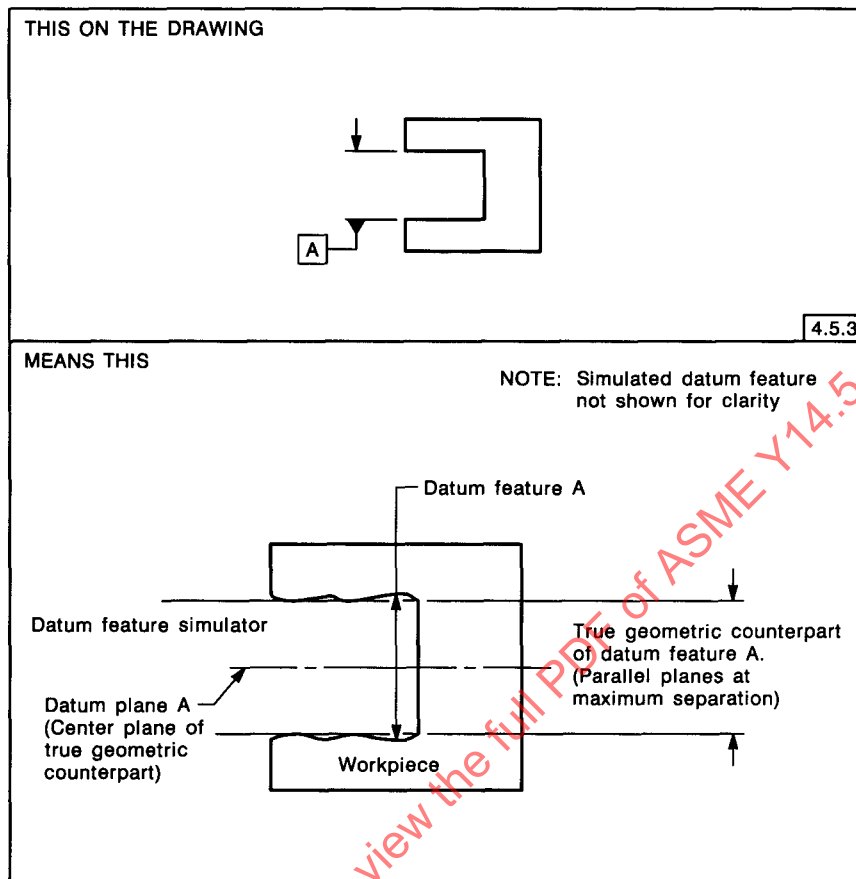 THIS ON THE DRAWING
A
4.5.3
MEANS THIS
NOTE: Simulated datum feature
not shown for clarity
Datum feature A
Datum feature simulator
True geometric counterpart
of datum feature A.
(Parallel planes at
maximum separation)
Datum plane A
(Center plane of
true geometric
counterpart)
Workpiece
view the full PDF of ASME Y14.5